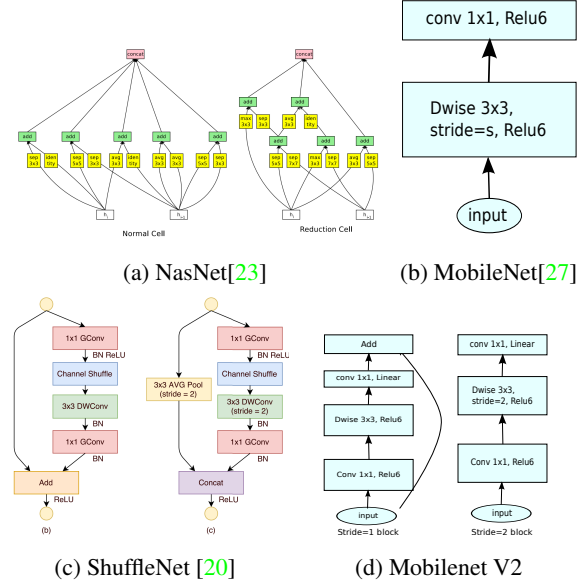 concat
add add add add add
sep iden sep sep avg iden avg avg sep sep
3x3 tity 5x5 3x3 3x3 tity 3x3 3x3 5x5 3x3
h i h i-1
Normal Cell
concat
add add
max sep avg iden
3x3 3x3 3x3 tity
add add add
sep sep max sep avg sep
5x5 7x7 3x3 7x7 3x3 5x5
h i h i-1
Reduction Cell
(a) NasNet[23]
conv 1x1, Relu6
Dwise 3x3,
stride=s, Relu6
input
(b) MobileNet[27]
1x1 GConv
BN ReLU
Channel Shuffle
3x3 DWConv
BN
1x1 GConv
BN
Add
ReLU
(b)
1x1 GConv
BN ReLU
3x3 AVG Pool
(stride = 2)
Channel Shuffle
3x3 DWConv
(stride = 2)
BN
1x1 GConv
BN
Concat
ReLU
(c)
(c) ShuffleNet [20]
Add
conv 1x1, Linear
Dwise 3x3, Relu6
Conv 1x1, Relu6
input
Stride=1 block
conv 1x1, Linear
Dwise 3x3,
stride=2, Relu6
Conv 1x1, Relu6
input
Stride=2 block
(d) Mobilenet V2